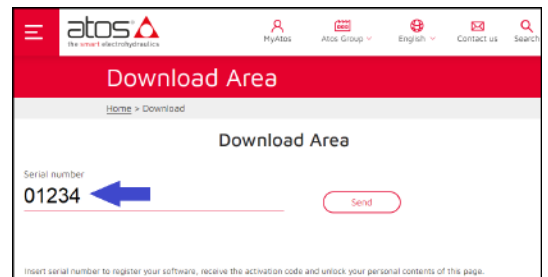 atos
the smart electrohydraulics
MyAtos
Atos Group
English
Contact us
Search
Download Area
Home > Download
Download Area
Serial number
01234
Send
Insert serial number to register your software, receive the activation code and unlock your personal contents of this page.